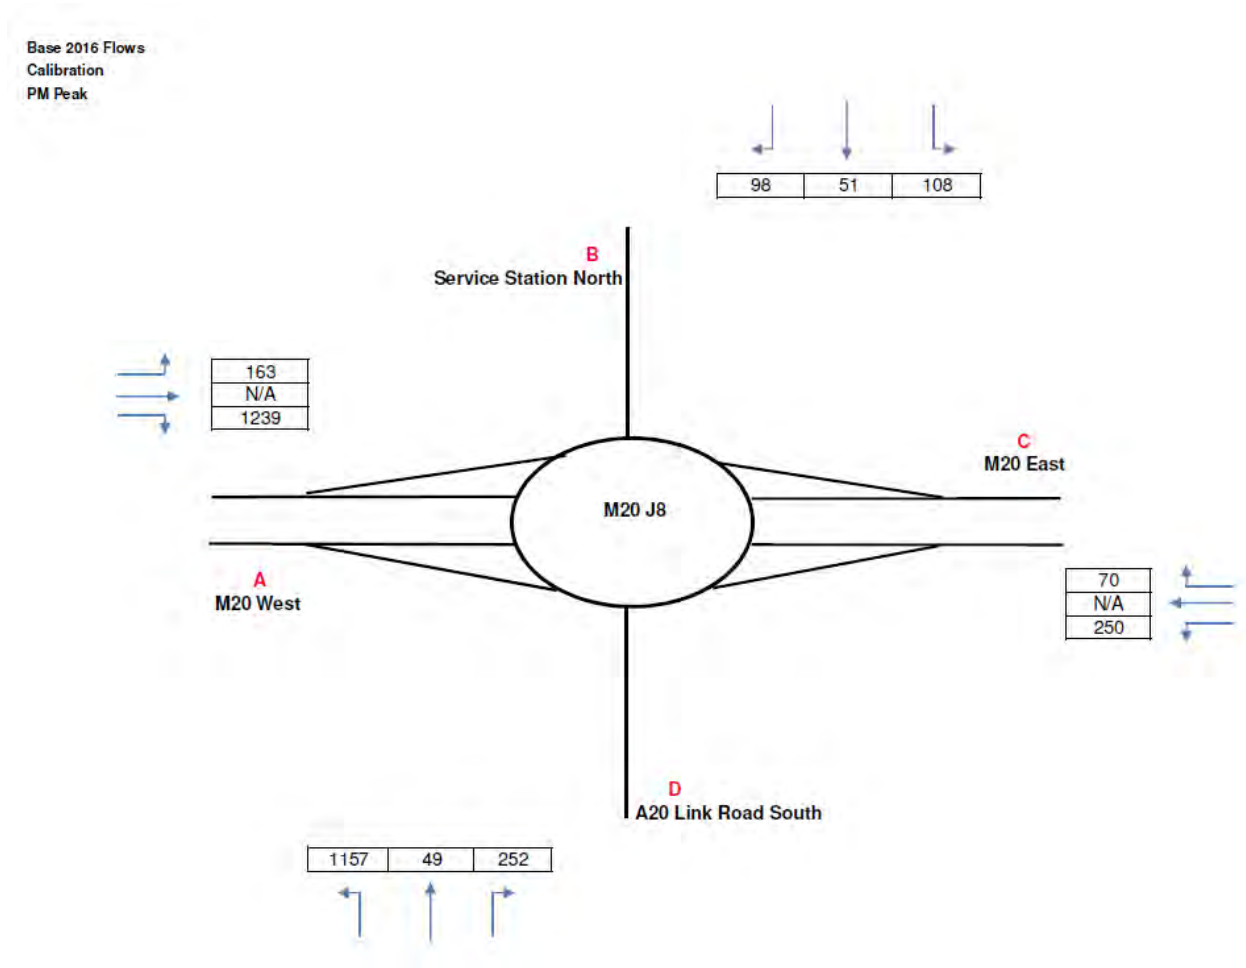 Base 2016 Flows
Calibration
PM Peak
98 51 108
B
Service Station North
163
N/A
1239
C
M20 East
M20 J8
A
M20 West
70
N/A
250
D
A20 Link Road South
1157 49 252